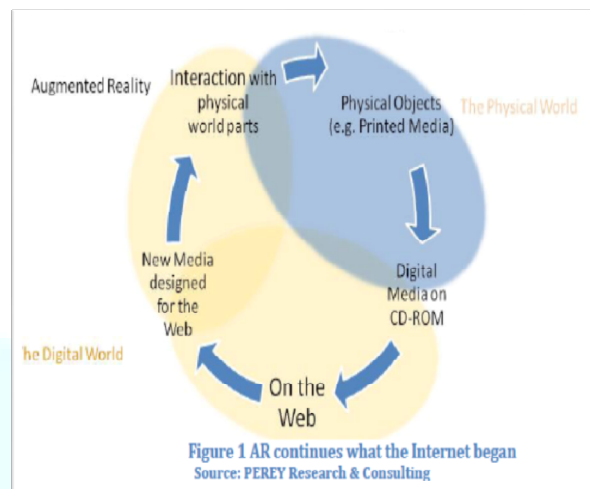 Augmented Reality
Interaction with
physical
world parts
Physical Objects
(e.g. Printed Media)
The Physical World
Digital
Media on
CD-ROM
On the
Web
New Media
designed
for the
Web
he Digital World
Figure 1 AR continues what the Internet began
Source: PEREY Research & Consulting